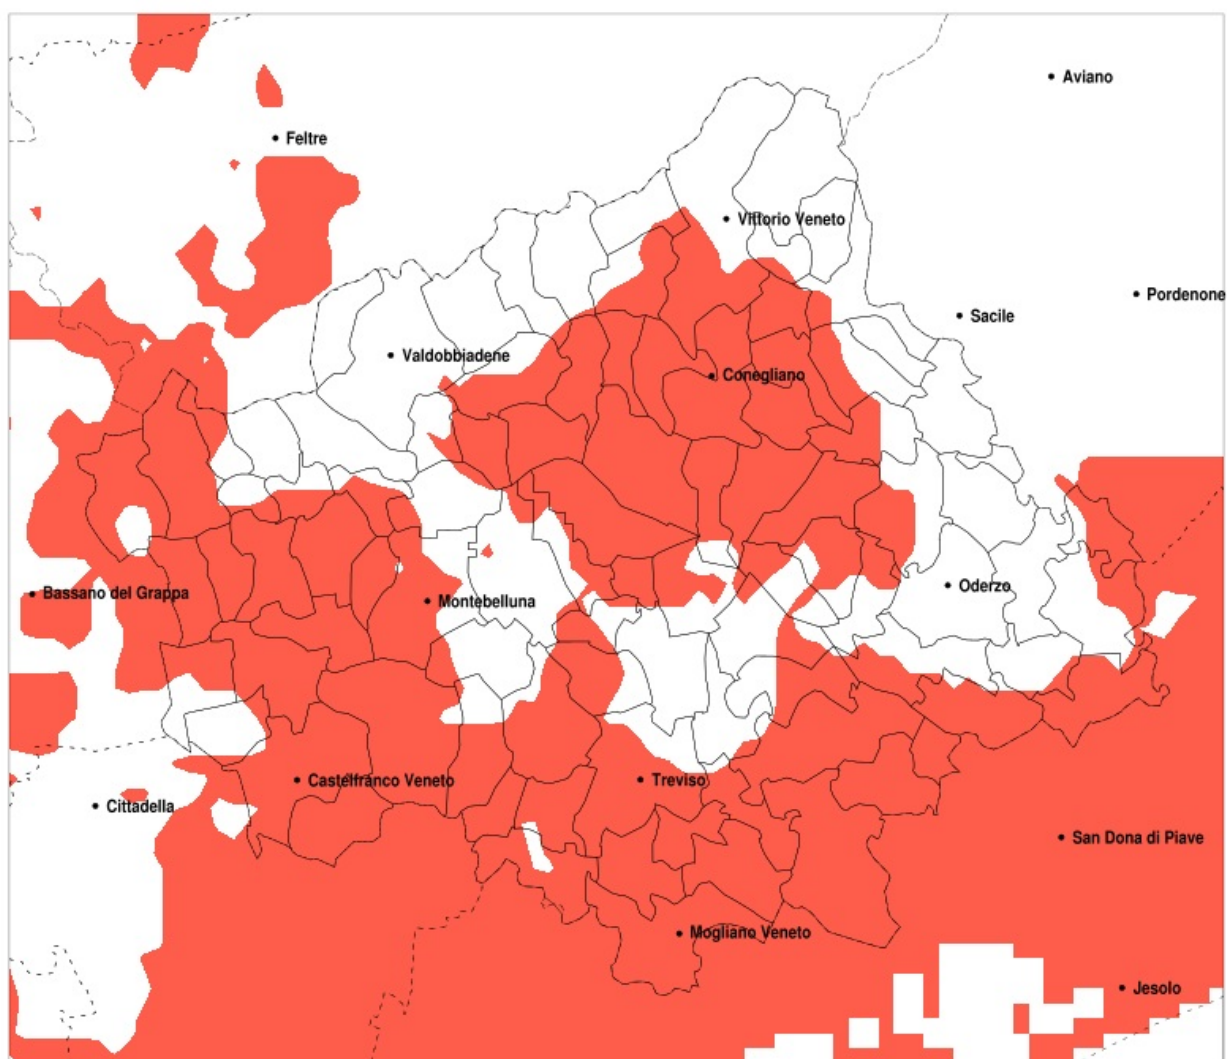 Aviano
Feltre
Vittorio Veneto
Pordenone
Sacile
Valdobbiadene
Conegliano
Oderzo
Bassano del Grappa
Montebelluna
Castelfranco Veneto
Treviso
Cittadella
San Dona di Piave
Mogliano Veneto
Jesolo